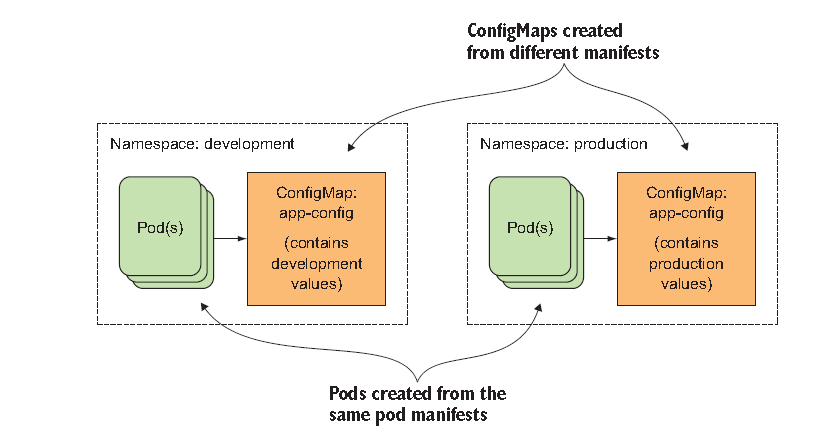 ConfigMaps created
from different manifests
Namespace: development
Pod(s)
ConfigMap:
app-config
(contains
development
values)
Namespace: production
Pod(s)
ConfigMap:
app-config
(contains
production
values)
Pods created from the
same pod manifests